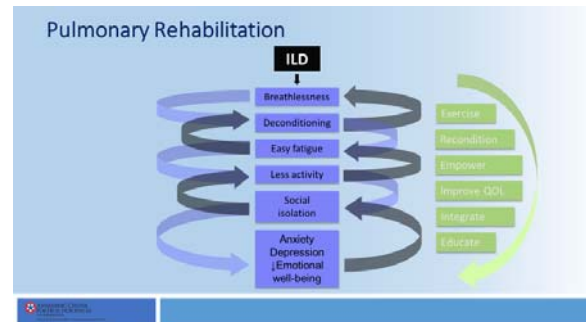 Pulmonary Rehabilitation
ILD
Breathlessness
Deconditioning
Easy fatigue
Less activity
Social
isolation
Anxiety
Depression
↓Emotional
well-being
Exercise
Recondition
Empower
Improve QOL
Integrate
Educate